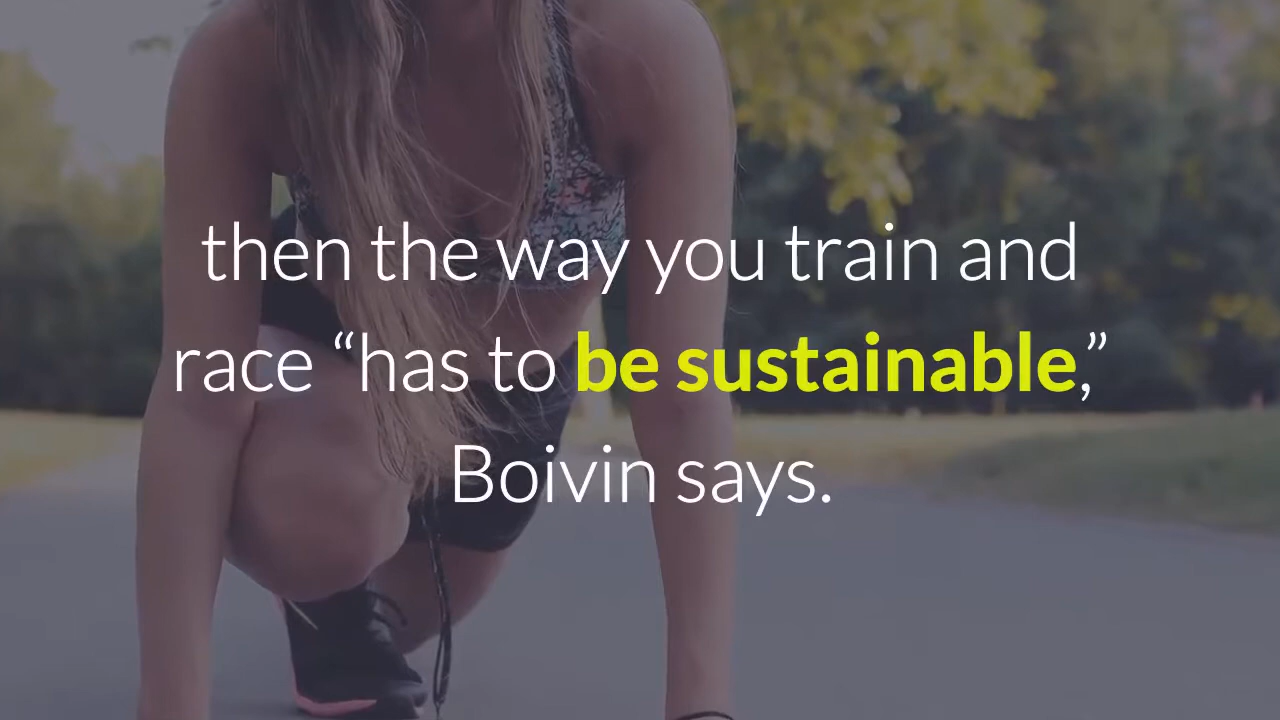 then the way you train and
race “has to be sustainable,”
Boivin says.